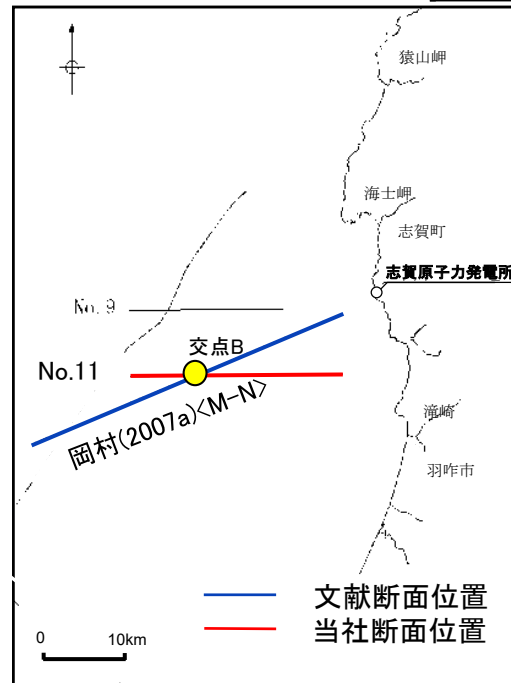 猿山岬
海士岬
志賀町
志賀原子力発電所
No. 9
交点B
No.11
岡村(2007a)<M-N>
滝崎
羽咋市
文献断面位置
当社断面位置
0 10km